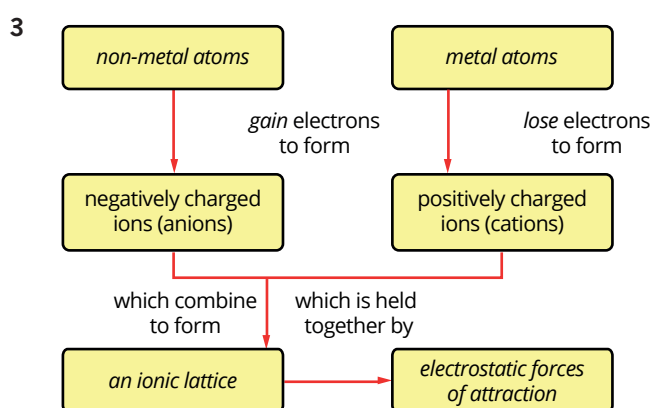 3
non-metal atoms
metal atoms
gain electrons
to form
lose electrons
to form
negatively charged
ions (anions)
positively charged
ions (cations)
which combine
to form
which is held
together by
an ionic lattice
electrostatic forces
of attraction